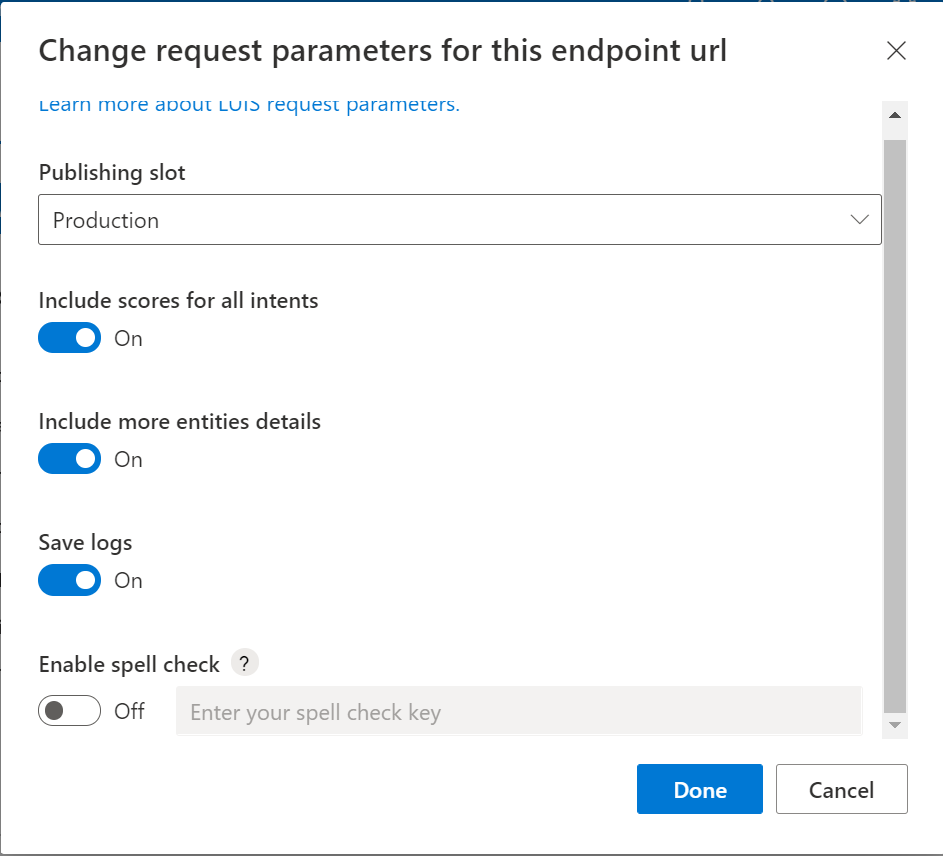 Change request parameters for this endpoint url
Learn more about LUIS request parameters.
Publishing slot
Production
Include scores for all intents
On
Include more entities details
On
Save logs
On
Enable spell check ?
Off Enter your spell check key
Done Cancel